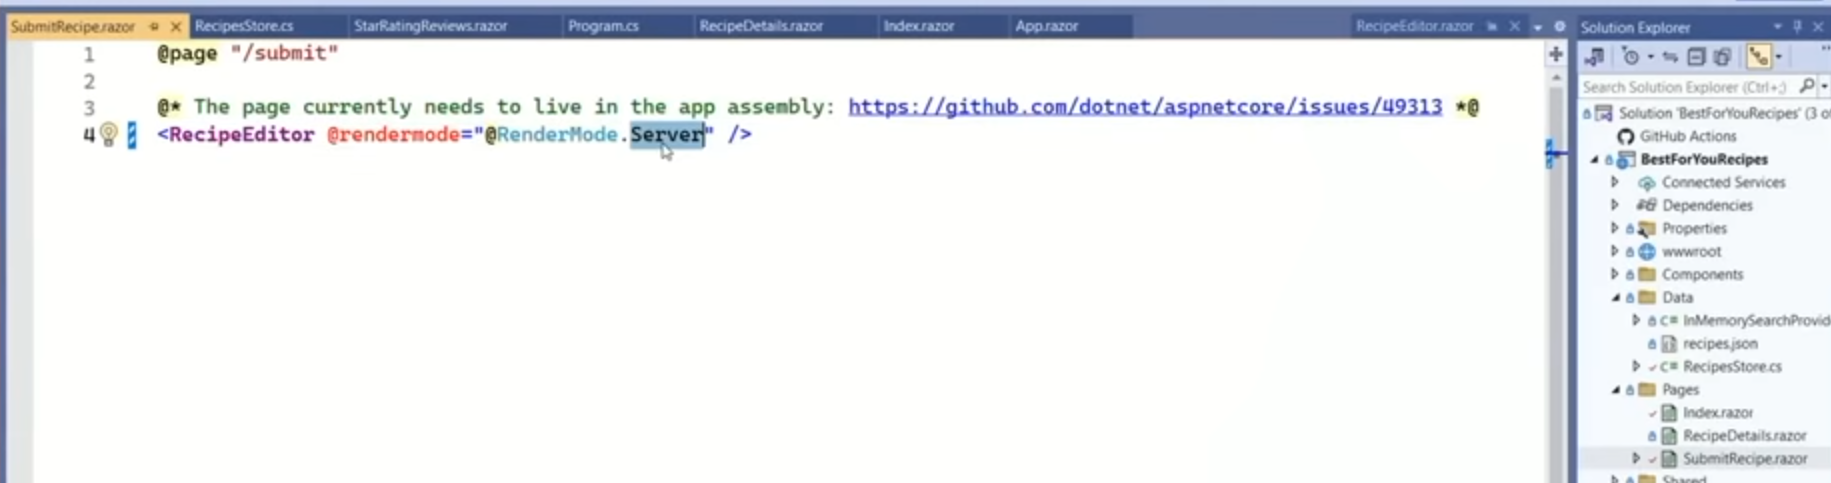 SubmitRecipe.razor RecipesStore.cs StarRatingReviews.razor Program.cs RecipeDetails.razor Index.razor App.razor RecipeEditor.razor
1 @page "/submit"
2
3 @* The page currently needs to live in the app assembly: https://github.com/dotnet/aspnetcore/issues/49313 *@
4 <RecipeEditor @rendermode="@RenderMode.Server" />
Solution Explorer
Search Solution Explorer (Ctrl+;)
Solution 'BestForYouRecipes' (3 o
GitHub Actions
BestForYouRecipes
Connected Services
Dependencies
Properties
wwwroot
Components
Data
C# InMemorySearchProvid
recipes.json
C# RecipesStore.cs
Pages
Index.razor
RecipeDetails.razor
SubmitRecipe.razor
Shared